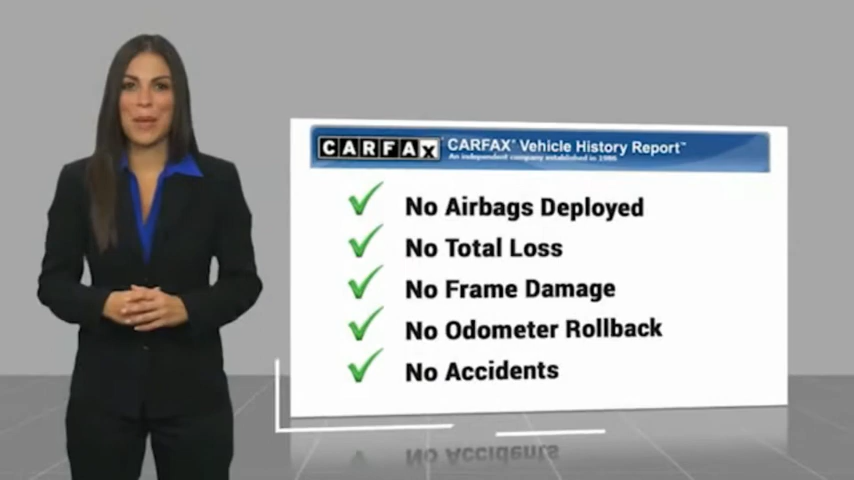 CARFAX CARFAX® Vehicle History Report™
An independent company established in 1986
No Airbags Deployed
No Total Loss
No Frame Damage
No Odometer Rollback
No Accidents
No Accidents